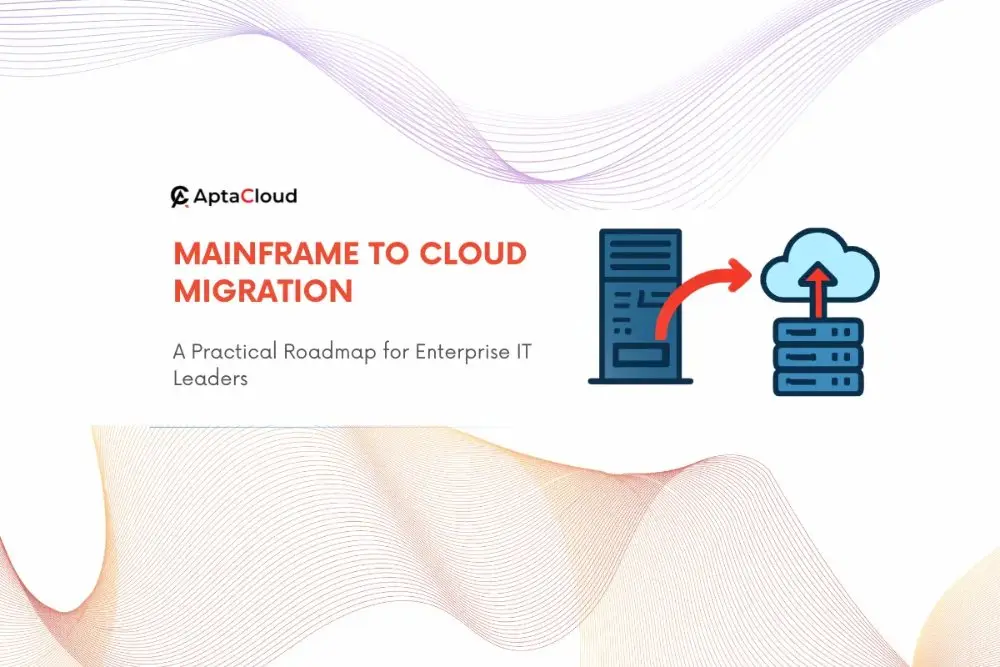 AptaCloud
MAINFRAME TO CLOUD
MIGRATION
A Practical Roadmap for Enterprise IT
Leaders